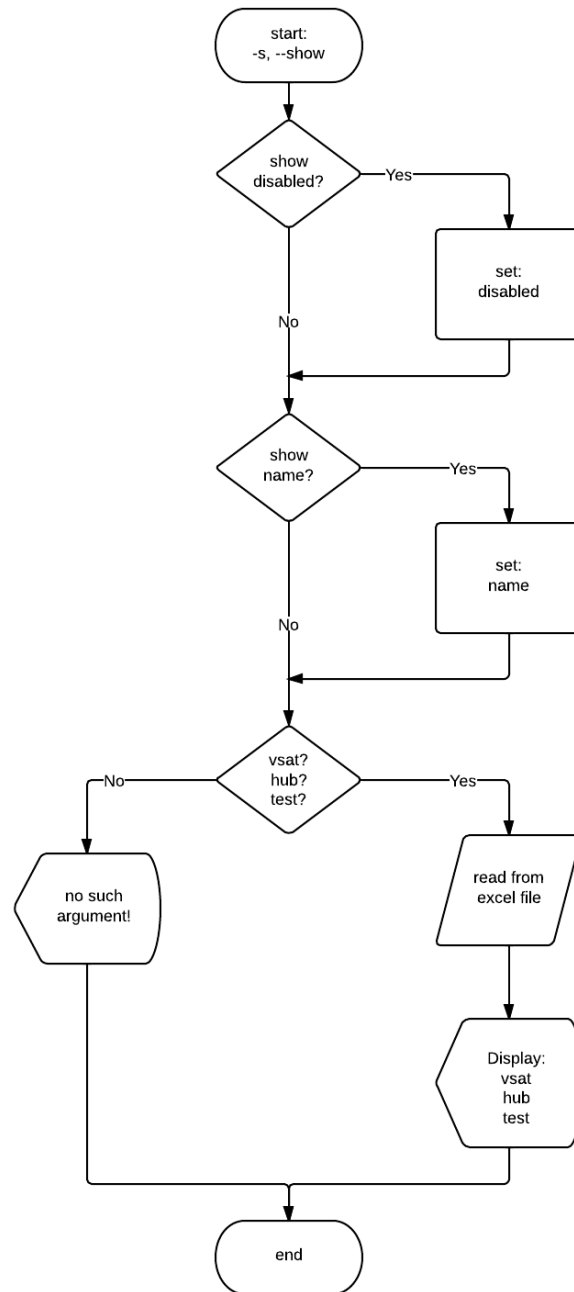 start:
-s, --show
show
disabled?
Yes
set:
disabled
No
show
name?
Yes
set:
name
No
vsat?
hub?
test?
No
Yes
no such
argument!
read from
excel file
Display:
vsat
hub
test
end